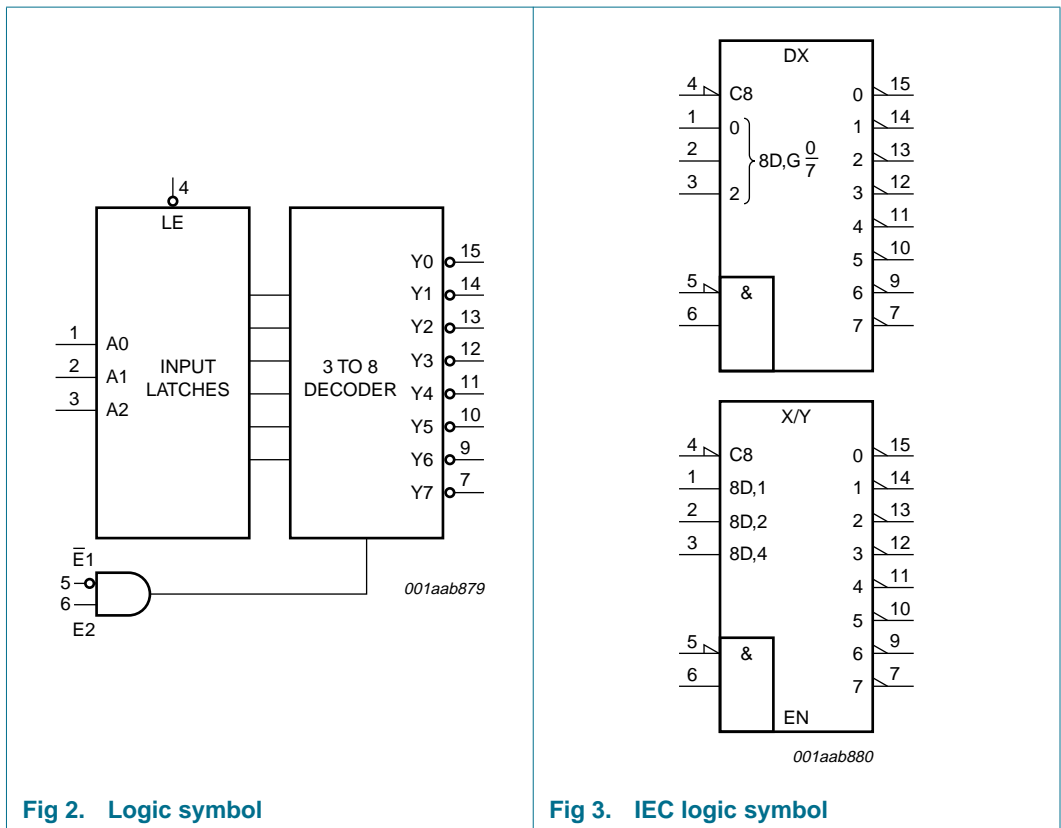 4
LE
A0
A1
A2
1
2
3
INPUT
LATCHES
3 TO 8
DECODER
Y0 15
Y1 14
Y2 13
Y3 12
Y4 11
Y5 10
Y6 9
Y7 7
E̅1
5
6
E2
001aab879
Fig 2. Logic symbol
DX
4 C8
1 0
2
3 2
8D,G 0/7
5 &
6
0 15
1 14
2 13
3 12
4 11
5 10
6 9
7 7
X/Y
4 C8
1 8D,1
2 8D,2
3 8D,4
5 &
6
EN
0 15
1 14
2 13
3 12
4 11
5 10
6 9
7 7
001aab880
Fig 3. IEC logic symbol